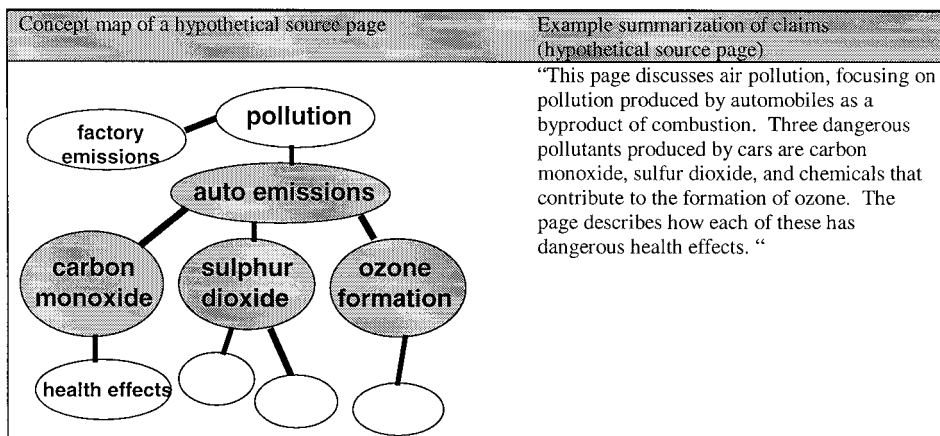 Concept map of a hypothetical source page
Example summarization of claims
(hypothetical source page)
“This page discusses air pollution, focusing on
pollution produced by automobiles as a
byproduct of combustion. Three dangerous
pollutants produced by cars are carbon
monoxide, sulfur dioxide, and chemicals that
contribute to the formation of ozone. The
page describes how each of these has
dangerous health effects. “
pollution
factory
emissions
auto emissions
carbon
monoxide
sulphur
dioxide
ozone
formation
health effects